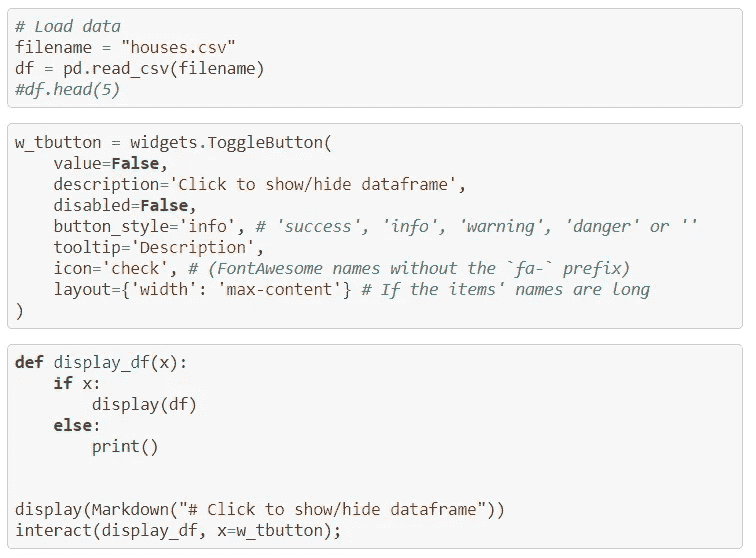 # Load data
filename = "houses.csv"
df = pd.read_csv(filename)
#df.head(5)
w_tbutton = widgets.ToggleButton(
    value=False,
    description='Click to show/hide dataframe',
    disabled=False,
    button_style='info', # 'success', 'info', 'warning', 'danger' or ''
    tooltip='Description',
    icon='check', # (FontAwesome names without the `fa-` prefix)
    layout={'width': 'max-content'} # If the items' names are long
)
def display_df(x):
    if x:
        display(df)
    else:
        print()
display(Markdown("# Click to show/hide dataframe"))
interact(display_df, x=w_tbutton);